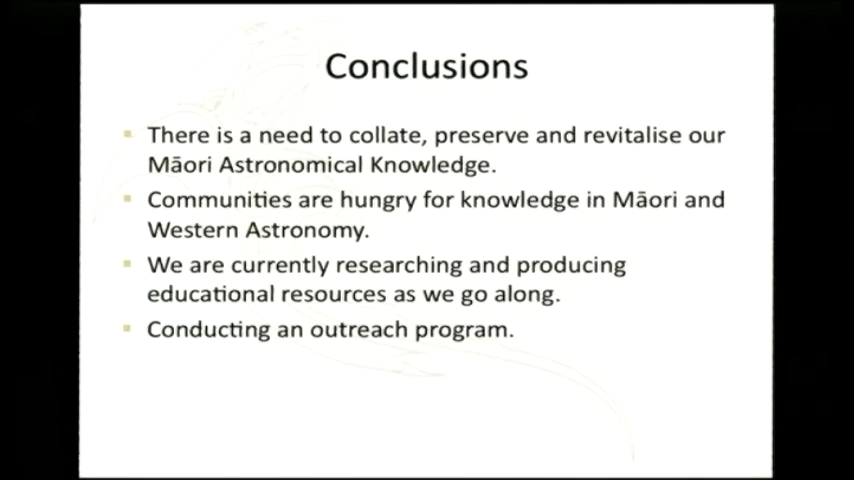 Conclusions
There is a need to collate, preserve and revitalise our
Māori Astronomical Knowledge.
Communities are hungry for knowledge in Māori and
Western Astronomy.
We are currently researching and producing
educational resources as we go along.
Conducting an outreach program.